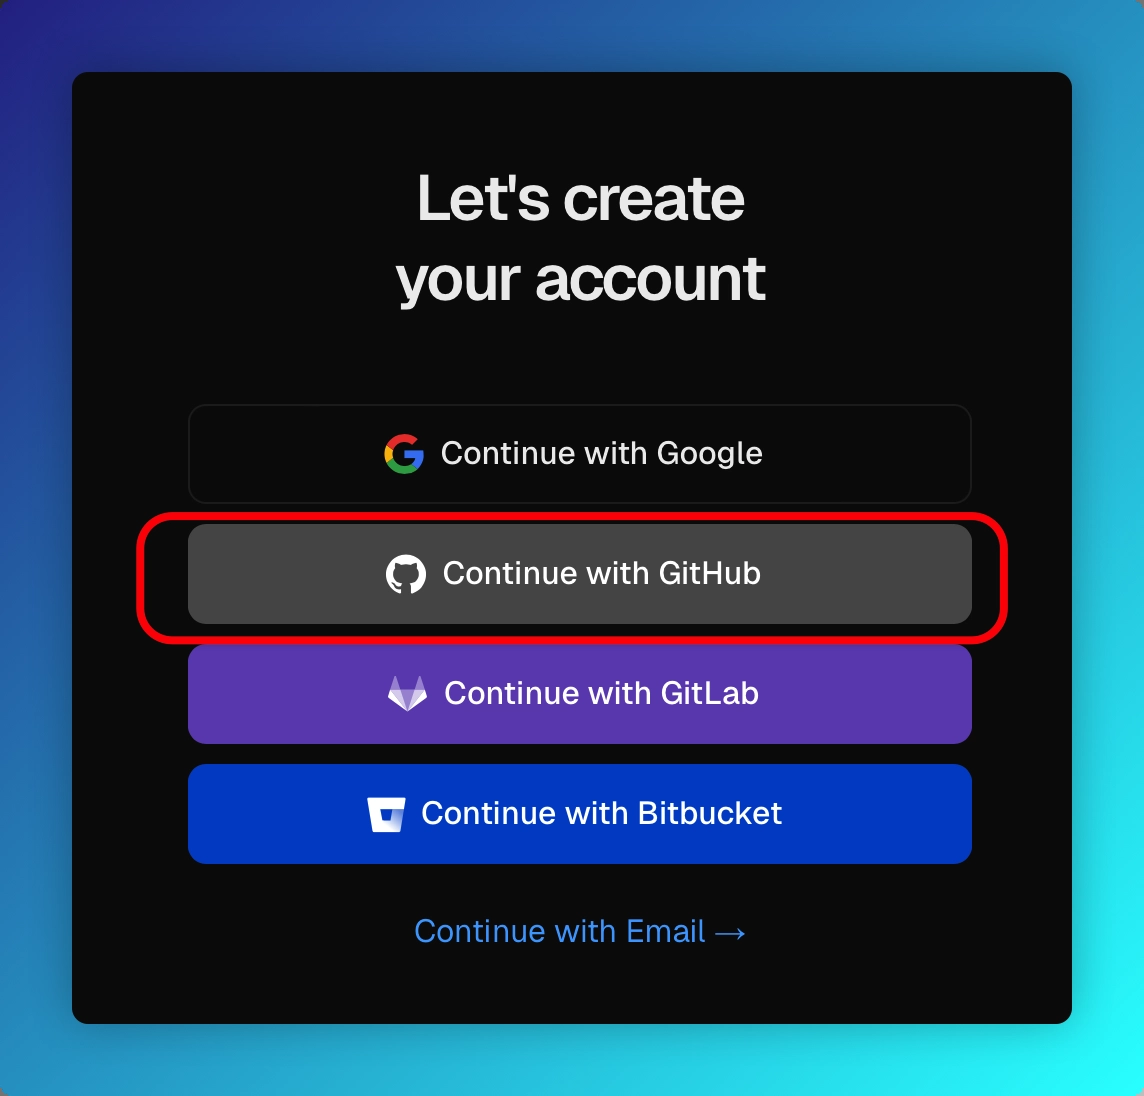 Let's create
your account
Continue with Google
Continue with GitHub
Continue with GitLab
Continue with Bitbucket
Continue with Email →